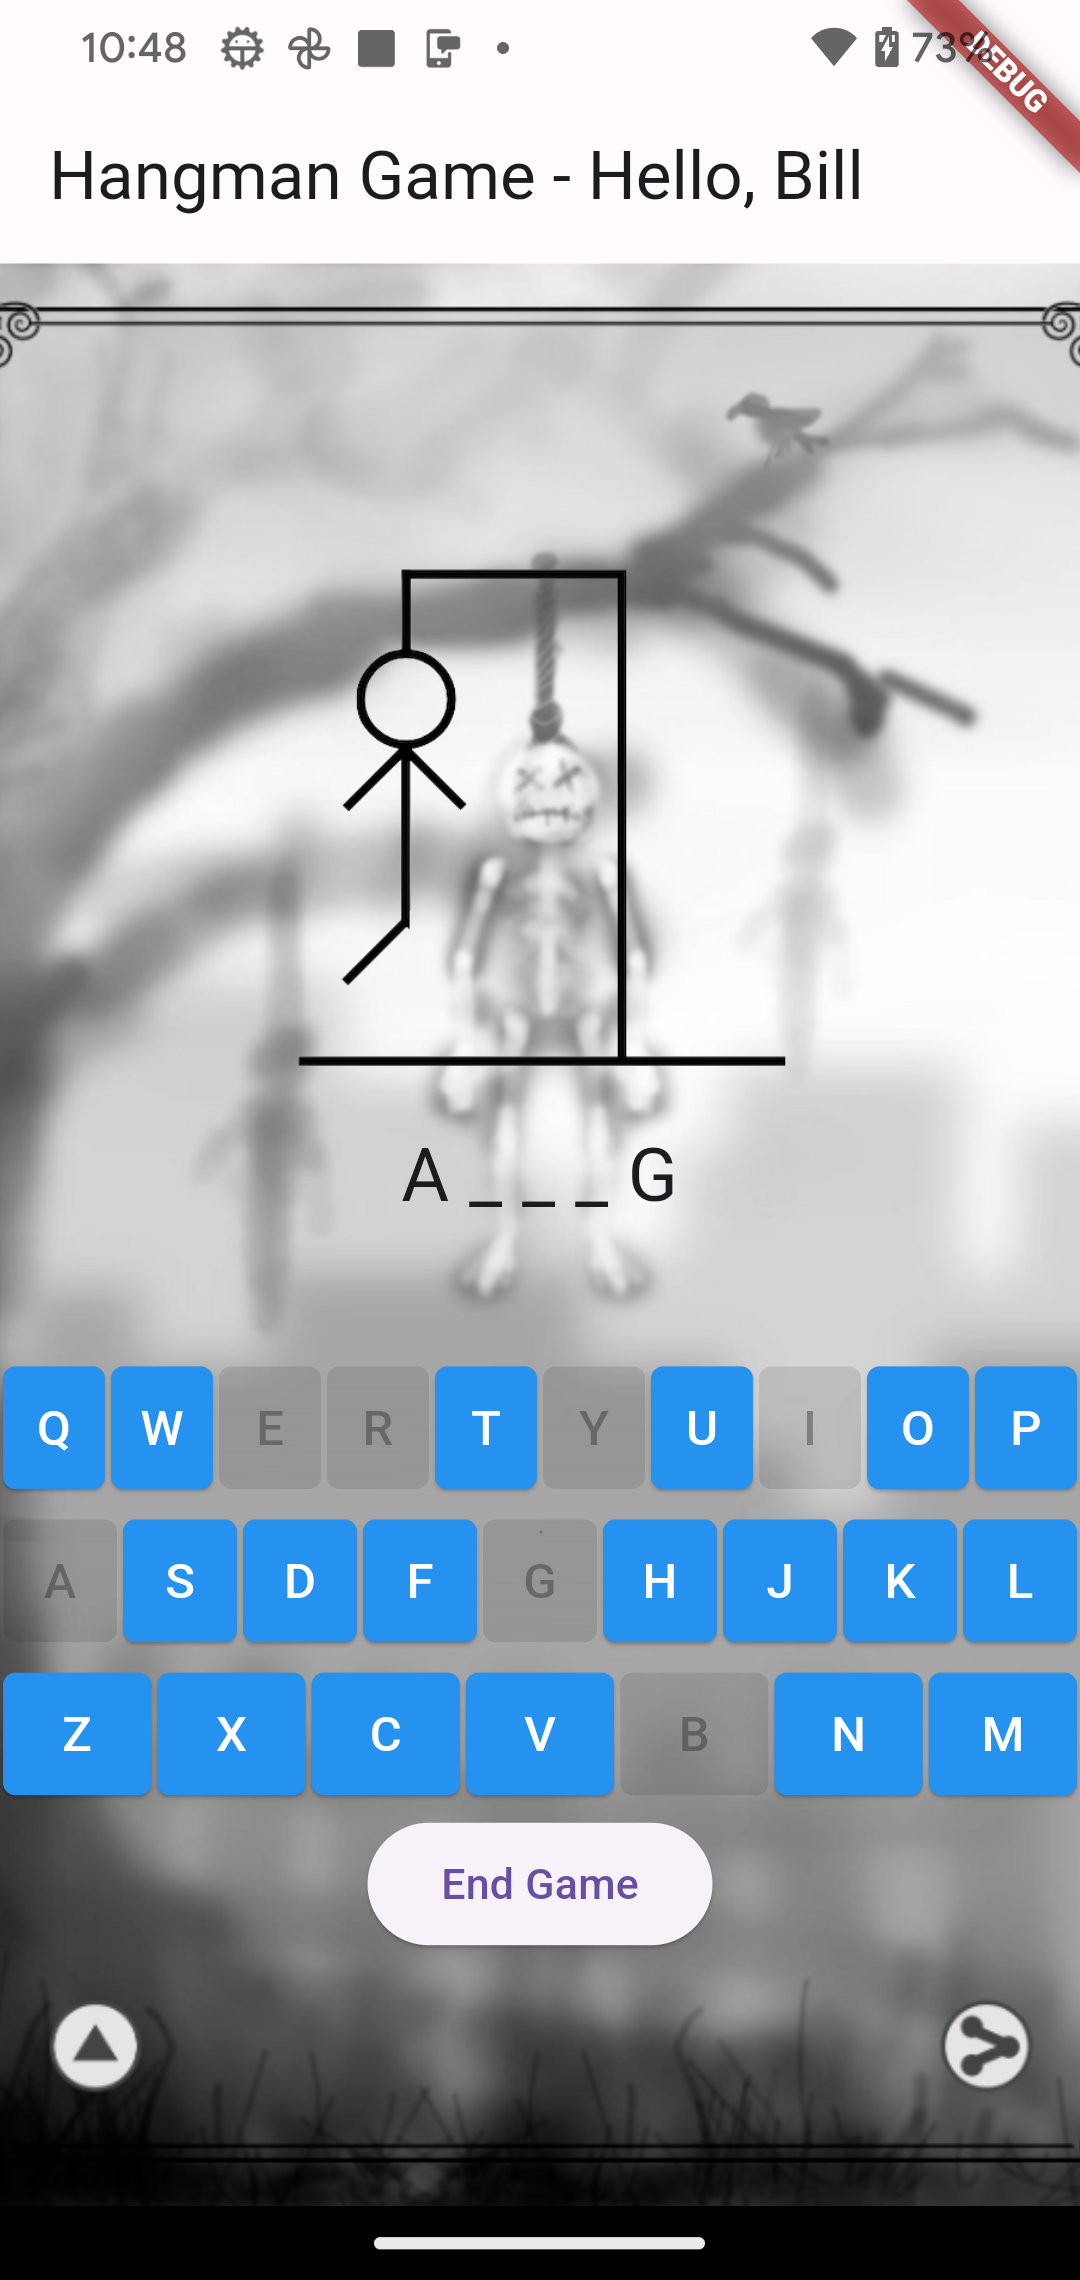 10:48 73%
DEBUG
Hangman Game - Hello, Bill
A _ _ _ G
Q W E R T Y U I O P
A S D F G H J K L
Z X C V B N M
End Game